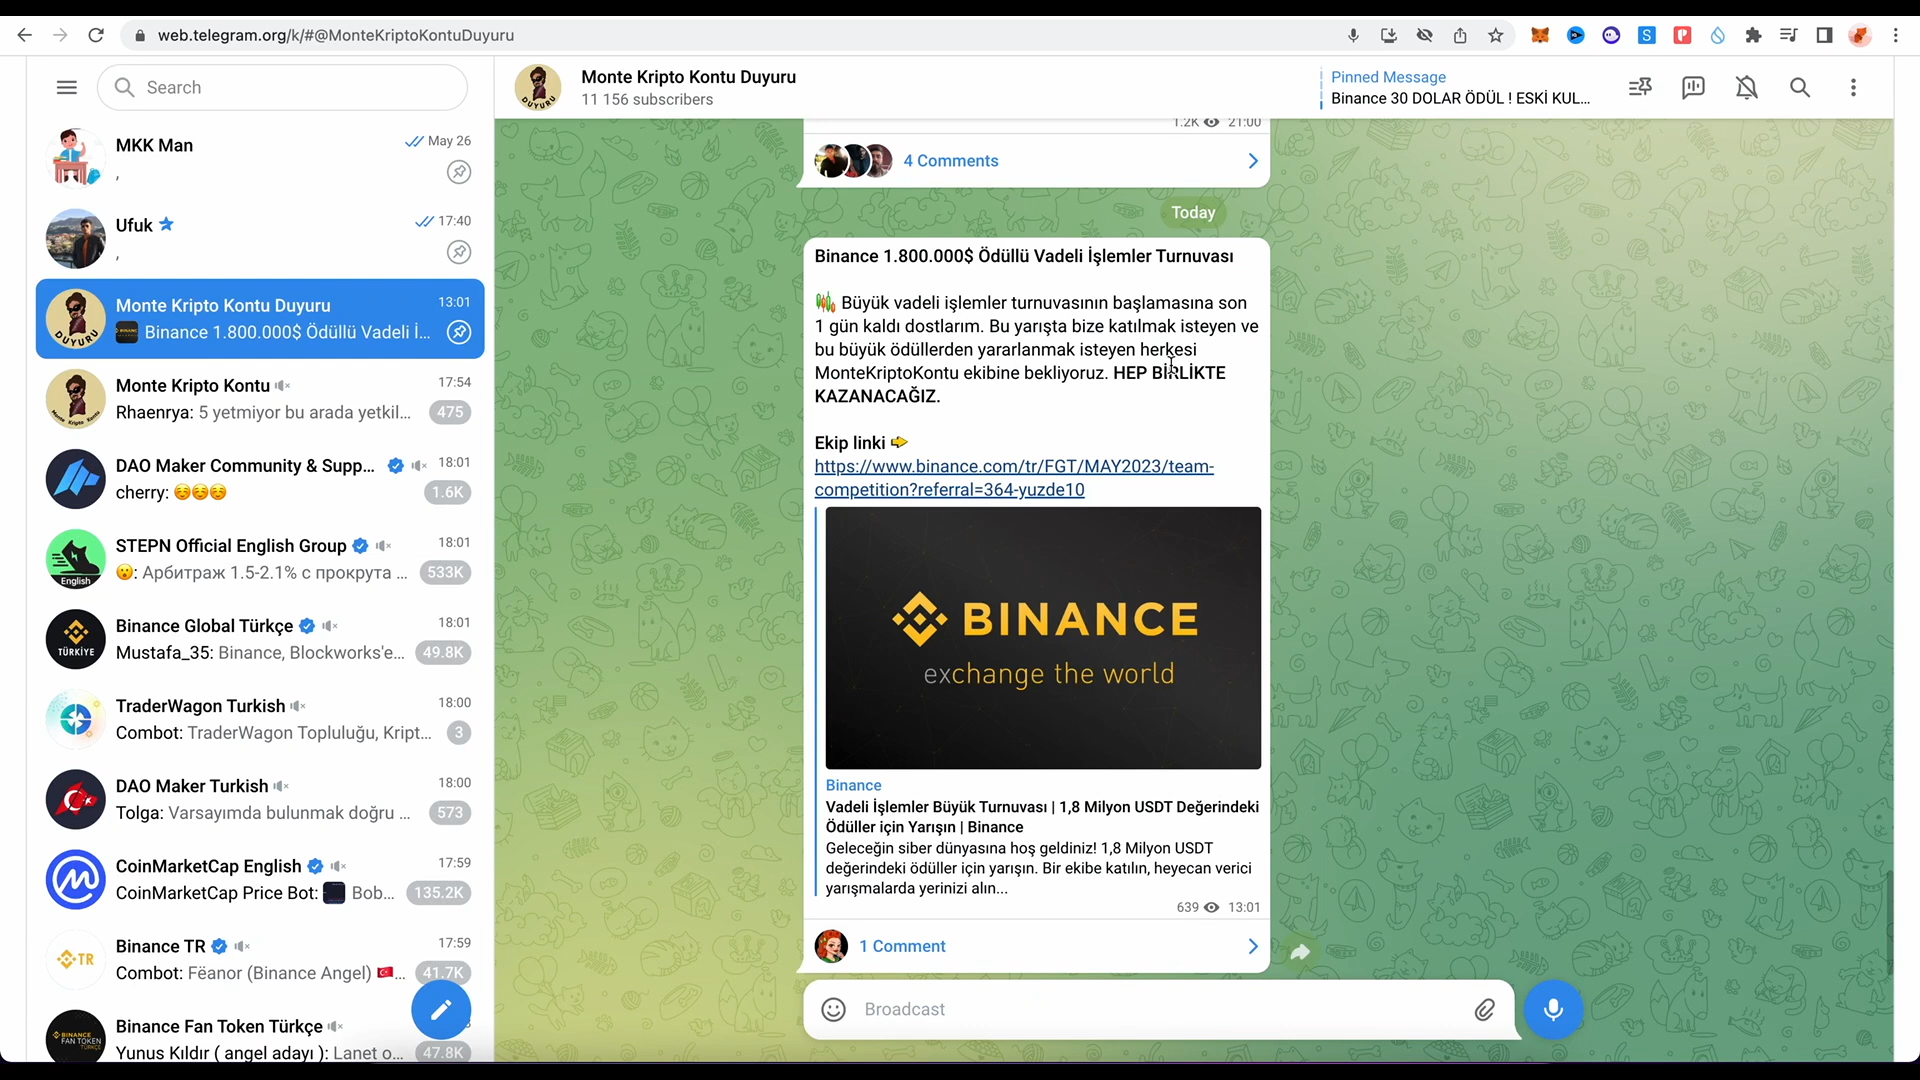 web.telegram.org/k/#@MonteKriptoKontuDuyuru
Search
MKK Man
May 26
,
Ufuk
17:40
,
Monte Kripto Kontu Duyuru
13:01
Binance 1.800.000$ Ödüllü Vadeli İ...
Monte Kripto Kontu
17:54
Rhaenrya: 5 yetmiyor bu arada yetkil...
475
DAO Maker Community & Supp...
18:01
cherry: ☺️☺️☺️
1.6K
English
STEPN Official English Group
18:01
😮: Арбитраж 1.5-2.1% с прокрута ...
533K
TÜRKİYE
Binance Global Türkçe
18:01
Mustafa_35: Binance, Blockworks'e...
49.8K
TraderWagon Turkish
18:00
Combot: TraderWagon Topluluğu, Kript...
3
DAO Maker Turkish
18:00
Tolga: Varsayımda bulunmak doğru ...
573
CoinMarketCap English
17:59
CoinMarketCap Price Bot: Bob...
135.2K
TR
Binance TR
17:59
Combot: Fëanor (Binance Angel) 🇹🇷...
41.7K
BINANCE
FAN TOKEN
Binance Fan Token Türkçe
Yunus Kıldır ( angel adayı ): Lanet o...
47.8K
DUYURU
Monte Kripto Kontu Duyuru
11 156 subscribers
Pinned Message
Binance 30 DOLAR ÖDÜL ! ESKİ KUL...
1.2K 21:00
4 Comments
Today
Binance 1.800.000$ Ödüllü Vadeli İşlemler Turnuvası
Büyük vadeli işlemler turnuvasının başlamasına son
1 gün kaldı dostlarım. Bu yarışta bize katılmak isteyen ve
bu büyük ödüllerden yararlanmak isteyen herkesi
MonteKriptoKontu ekibine bekliyoruz. HEP BİRLİKTE
KAZANACAĞIZ.
Ekip linki
https://www.binance.com/tr/FGT/MAY2023/team-
competition?referral=364-yuzde10
BINANCE
exchange the world
Binance
Vadeli İşlemler Büyük Turnuvası | 1,8 Milyon USDT Değerindeki
Ödüller için Yarışın | Binance
Geleceğin siber dünyasına hoş geldiniz! 1,8 Milyon USDT
değerindeki ödüller için yarışın. Bir ekibe katılın, heyecan verici
yarışmalarda yerinizi alın...
639 13:01
1 Comment
Broadcast